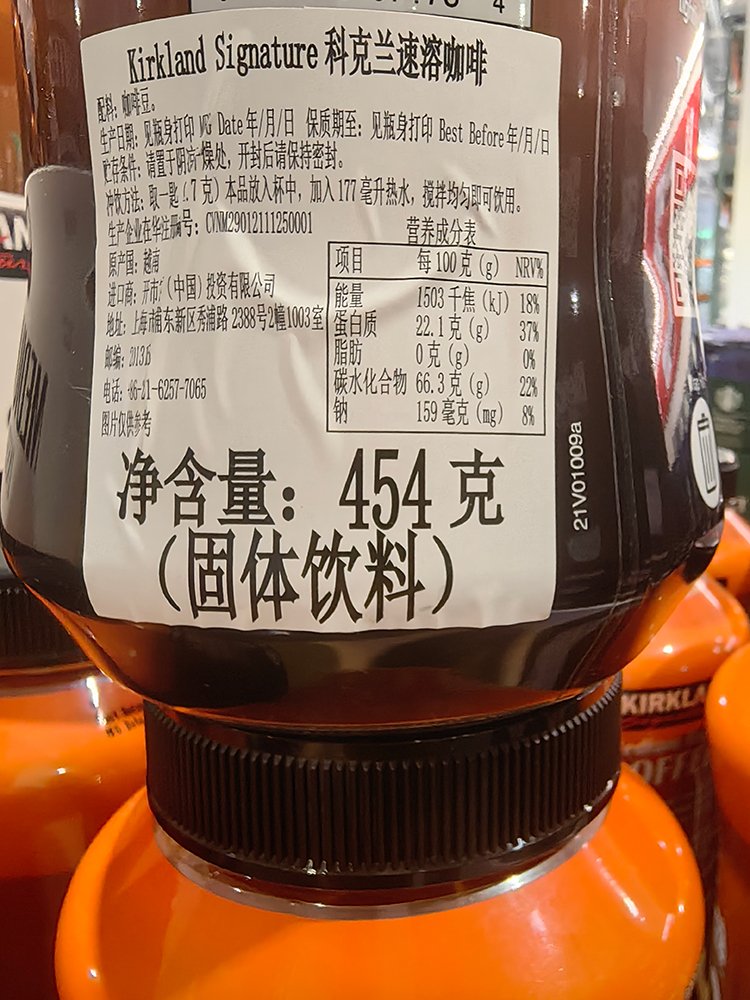 Kirkland Signature 科克兰速溶咖啡
配料：咖啡豆。
生产日期：见瓶身打印 Date 年/月/日 保质期至：见瓶身打印 Best Before 年/月/日
贮存条件：请置于阴凉干燥处，开封后请保持密封。
冲饮方法：取一匙（.7克）本品放入杯中，加入177毫升热水，搅拌均匀即可饮用。
生产企业在华注册编号：CVNM29012111250001
原产国：越南
进口商：开市（中国）投资有限公司
地址：上海市浦东新区秀浦路 2388号2幢1003室
邮编：
电话：+86-21-6257-7065
图片仅供参考
营养成分表
项目 每100克(g) NRV%
能量 1503千焦(kJ) 18%
蛋白质 22.1克(g) 37%
脂肪 0克(g) 0%
碳水化合物 66.3克(g) 22%
钠 159毫克(mg) 8%
净含量：454克
（固体饮料）
21V01009a
KIRKLA